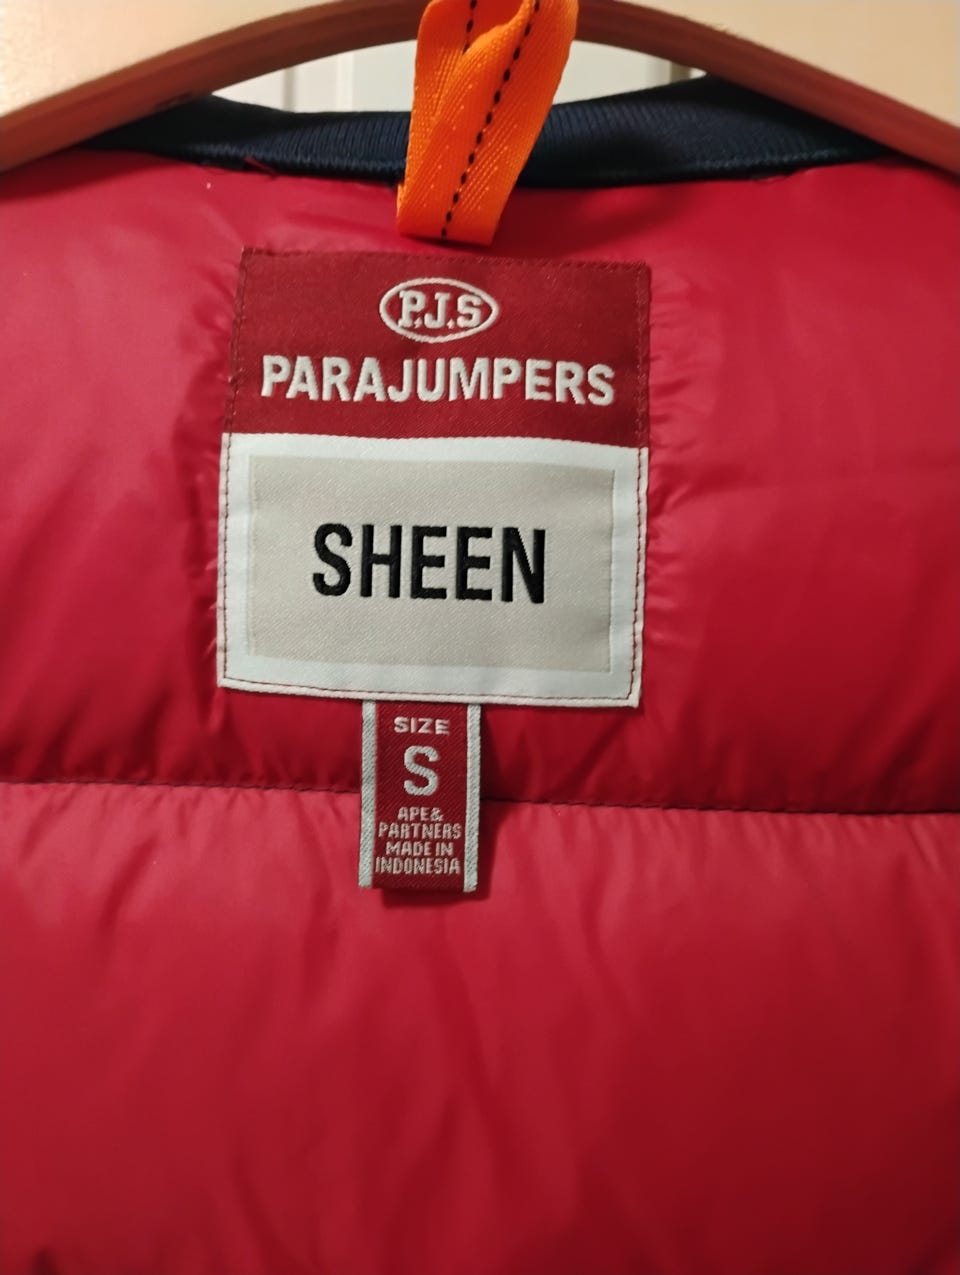 P.J.S
PARAJUMPERS
SHEEN
SIZE
S
APE&
PARTNERS
MADE IN
INDONESIA